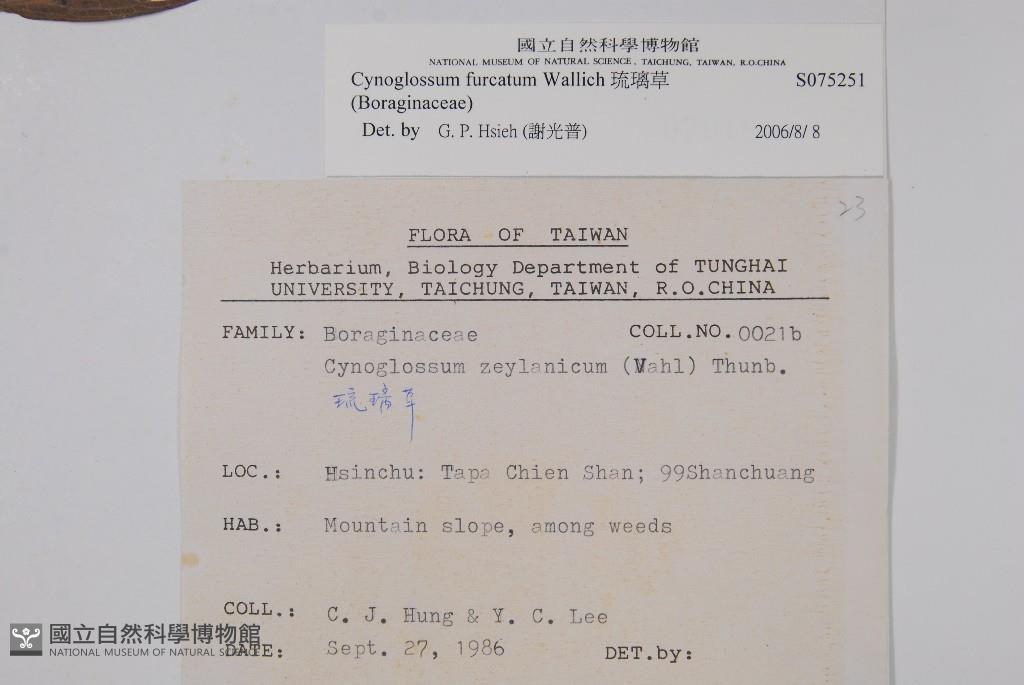 國立自然科學博物館
NATIONAL MUSEUM OF NATURAL SCIENCE, TAICHUNG, TAIWAN, R.O.CHINA
Cynoglossum furcatum Wallich 琉璃草 S075251
(Boraginaceae)
Det. by G. P. Hsieh (謝光普) 2006/8/ 8
23
FLORA OF TAIWAN
Herbarium, Biology Department of TUNGHAI
UNIVERSITY, TAICHUNG, TAIWAN, R.O.CHINA
FAMILY: Boraginaceae COLL.NO. 0021b
Cynoglossum zeylanicum (Vahl) Thunb.
琉璃草
LOC.: Hsinchu: Tapa Chien Shan; 99Shanchuang
HAB.: Mountain slope, among weeds
COLL.: C. J. Hung & Y. C. Lee
DATE: Sept. 27, 1986 DET.by:
國立自然科學博物館
NATIONAL MUSEUM OF NATURAL SCIENCE